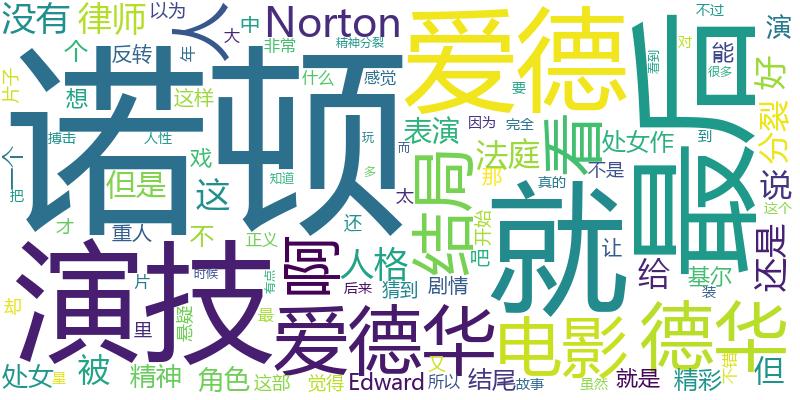 没有
律师
人
以为
中
Norton
大
非常
精神分裂
不过
看到
对
能
很多
演
片子
个
反转
年
什么
感觉
要
好
爱德
最后
诺顿
想
这样
搏击
人性
玩
因为
完全
表演
看
处女作
到
分裂
一个
把
但是
戏
这
知道
多
而
太
法庭
那
不是
真的
说
这个
才
重人
不
正义
还
结局
开始
吧
就
让
给
还是
演技
啊
人格
片
里
时候
有点
后来
猜到
剧情
基尔
装
却
悬疑
最
爱德华
电影
德华
不错
但
处女
量
被
精神
角色
这部
觉得
Edward
又
所以
结尾
故事
就是
虽然
精彩